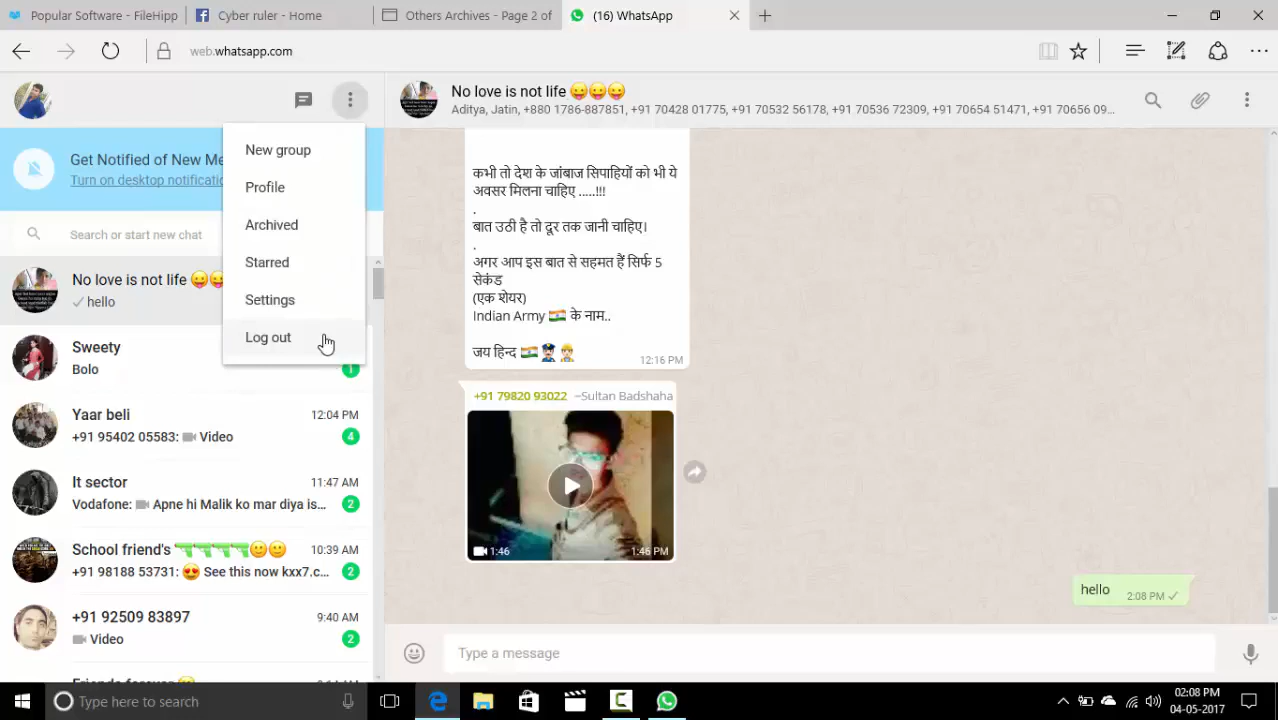 Popular Software - FileHipp
Cyber ruler - Home
Others Archives - Page 2 of
(16) WhatsApp
web.whatsapp.com
No love is not life 😛😛😛
Aditya, Jatin, +880 1786-887851, +91 70428 01775, +91 70532 56178, +91 70536 72309, +91 70654 51471, +91 70656 09...
Get Notified of New Me
Turn on desktop notificatio
Search or start new chat
New group
Profile
Archived
Starred
Settings
Log out
No love is not life 😛😛
hello
Sweety
Bolo
1
Yaar beli
12:04 PM
+91 95402 05583: Video
4
It sector
11:47 AM
Vodafone: Apne hi Malik ko mar diya is...
2
School friend's 🔫🔫🔫🔫🙂🙂
10:39 AM
+91 98188 53731: 😍 See this now kxx7.c...
2
+91 92509 83897
9:40 AM
Video
2
कभी तो देश के जांबाज सिपाहियों को भी ये
अवसर मिलना चाहिए .....!!!
.
बात उठी है तो दूर तक जानी चाहिए।
.
अगर आप इस बात से सहमत हैं सिर्फ 5
सेकंड
(एक शेयर)
Indian Army 🇮🇳 के नाम..
जय हिन्द 🇮🇳👮👷
12:16 PM
+91 79820 93022 ~Sultan Badshaha
1:46
1:46 PM
hello
2:08 PM
Type a message
Type here to search
02:08 PM
04-05-2017